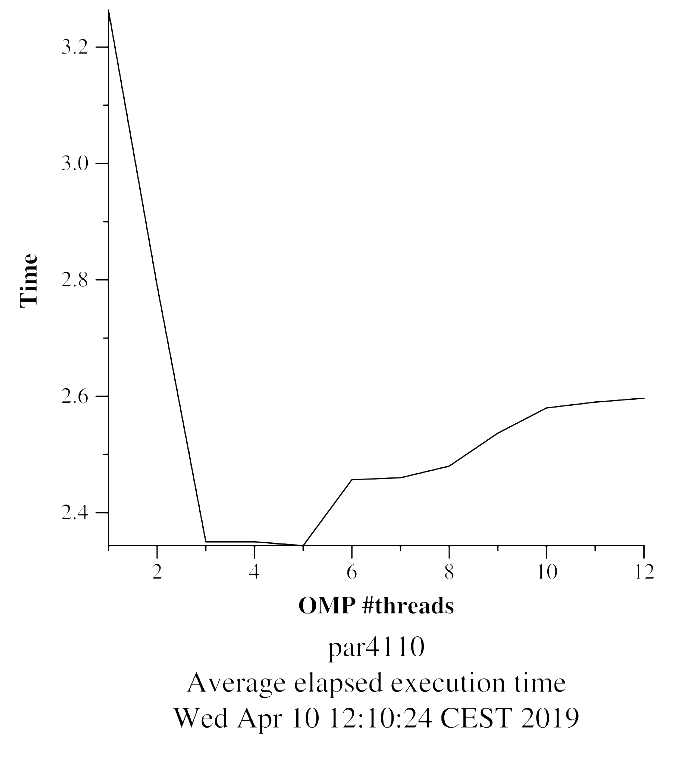 3.2
3.0
2.8
2.6
2.4
Time
2 4 6 8 10 12
OMP #threads
par4110
Average elapsed execution time
Wed Apr 10 12:10:24 CEST 2019